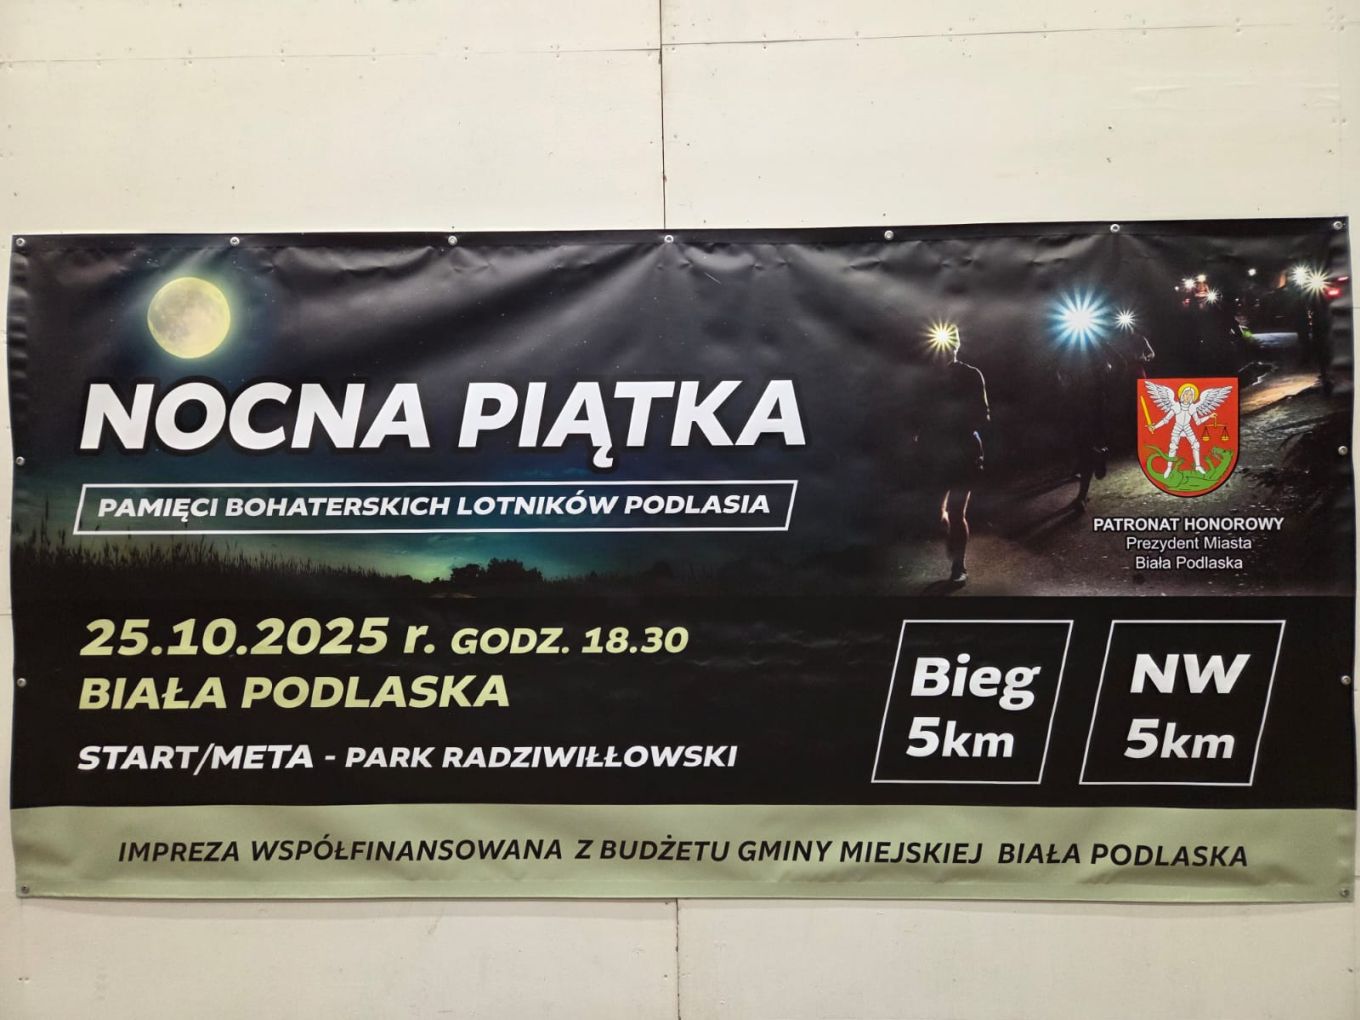 NOCNA PIĄTKA
PAMIĘCI BOHATERSKICH LOTNIKÓW PODLASIA
PATRONAT HONOROWY
Prezydent Miasta
Biała Podlaska
25.10.2025 r. GODZ. 18.30
BIAŁA PODLASKA
START/META - PARK RADZIWIŁŁOWSKI
Bieg
5km
NW
5km
IMPREZA WSPÓŁFINANSOWANA Z BUDŻETU GMINY MIEJSKIEJ BIAŁA PODLASKA